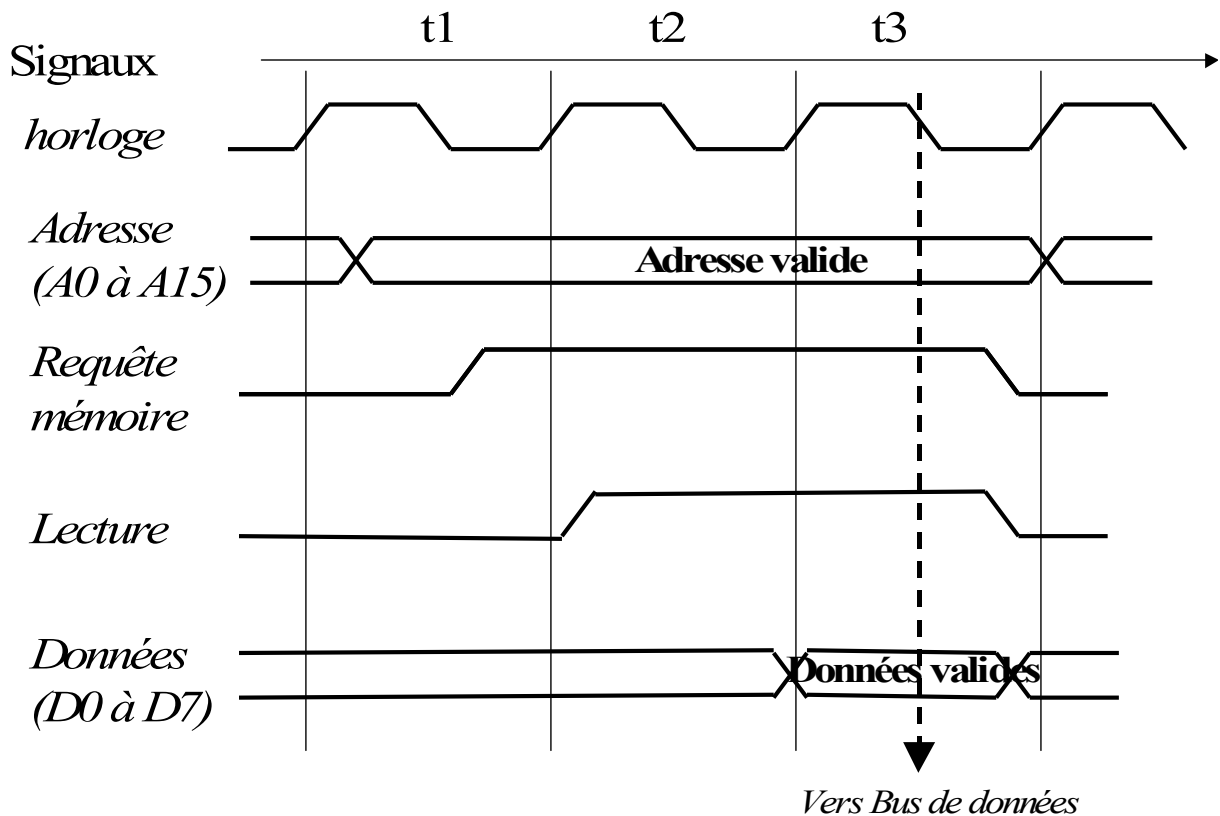 t1 t2 t3
Signaux
horloge
Adresse
(A0 à A15)
Adresse valide
Requête
mémoire
Lecture
Données
(D0 à D7)
Données valides
Vers Bus de données